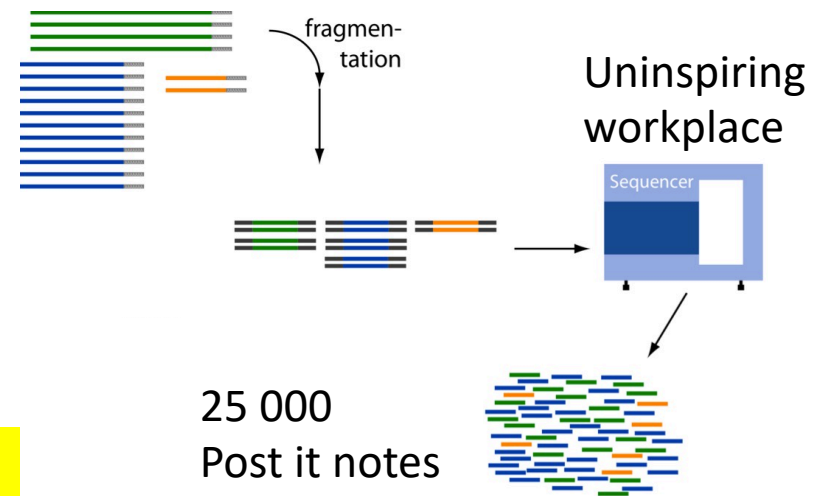 fragmen-
tation
Uninspiring
workplace
Sequencer
25 000
Post it notes